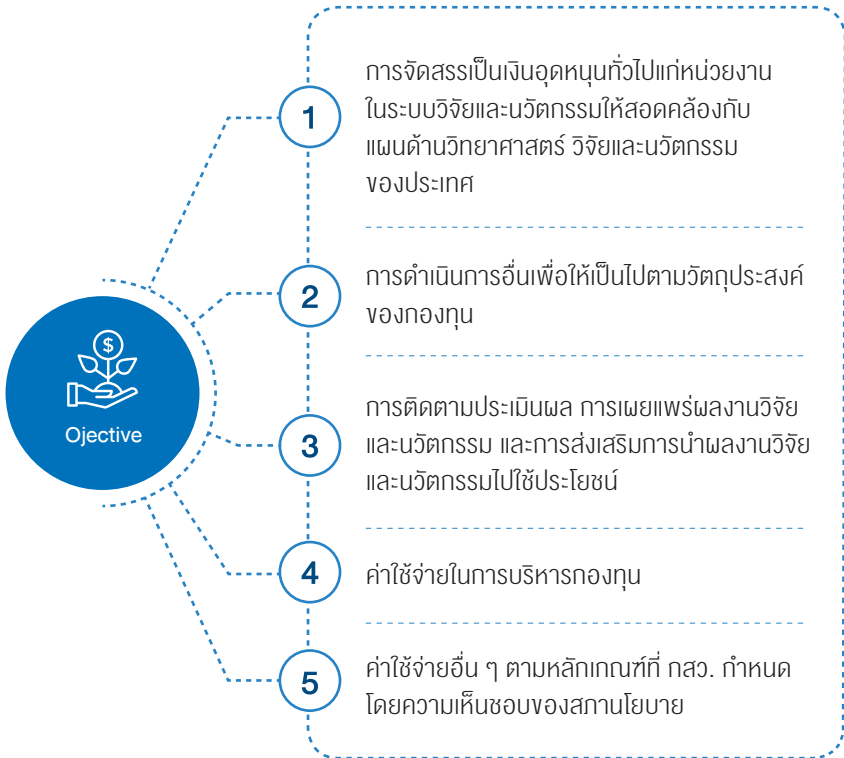 1
การจัดสรรเป็นเงินอุดหนุนทั่วไปแก่หน่วยงาน
ในระบบวิจัยและนวัตกรรมให้สอดคล้องกับ
แผนด้านวิทยาศาสตร์ วิจัยและนวัตกรรม
ของประเทศ
2
การดำเนินการอื่นเพื่อให้เป็นไปตามวัตถุประสงค์
ของกองทุน
$
Ojective
3
การติดตามประเมินผล การเผยแพร่ผลงานวิจัย
และนวัตกรรม และการส่งเสริมการนำผลงานวิจัย
และนวัตกรรมไปใช้ประโยชน์
4
ค่าใช้จ่ายในการบริหารกองทุน
5
ค่าใช้จ่ายอื่น ๆ ตามหลักเกณฑ์ที่ กสว. กำหนด
โดยความเห็นชอบของสภานโยบาย